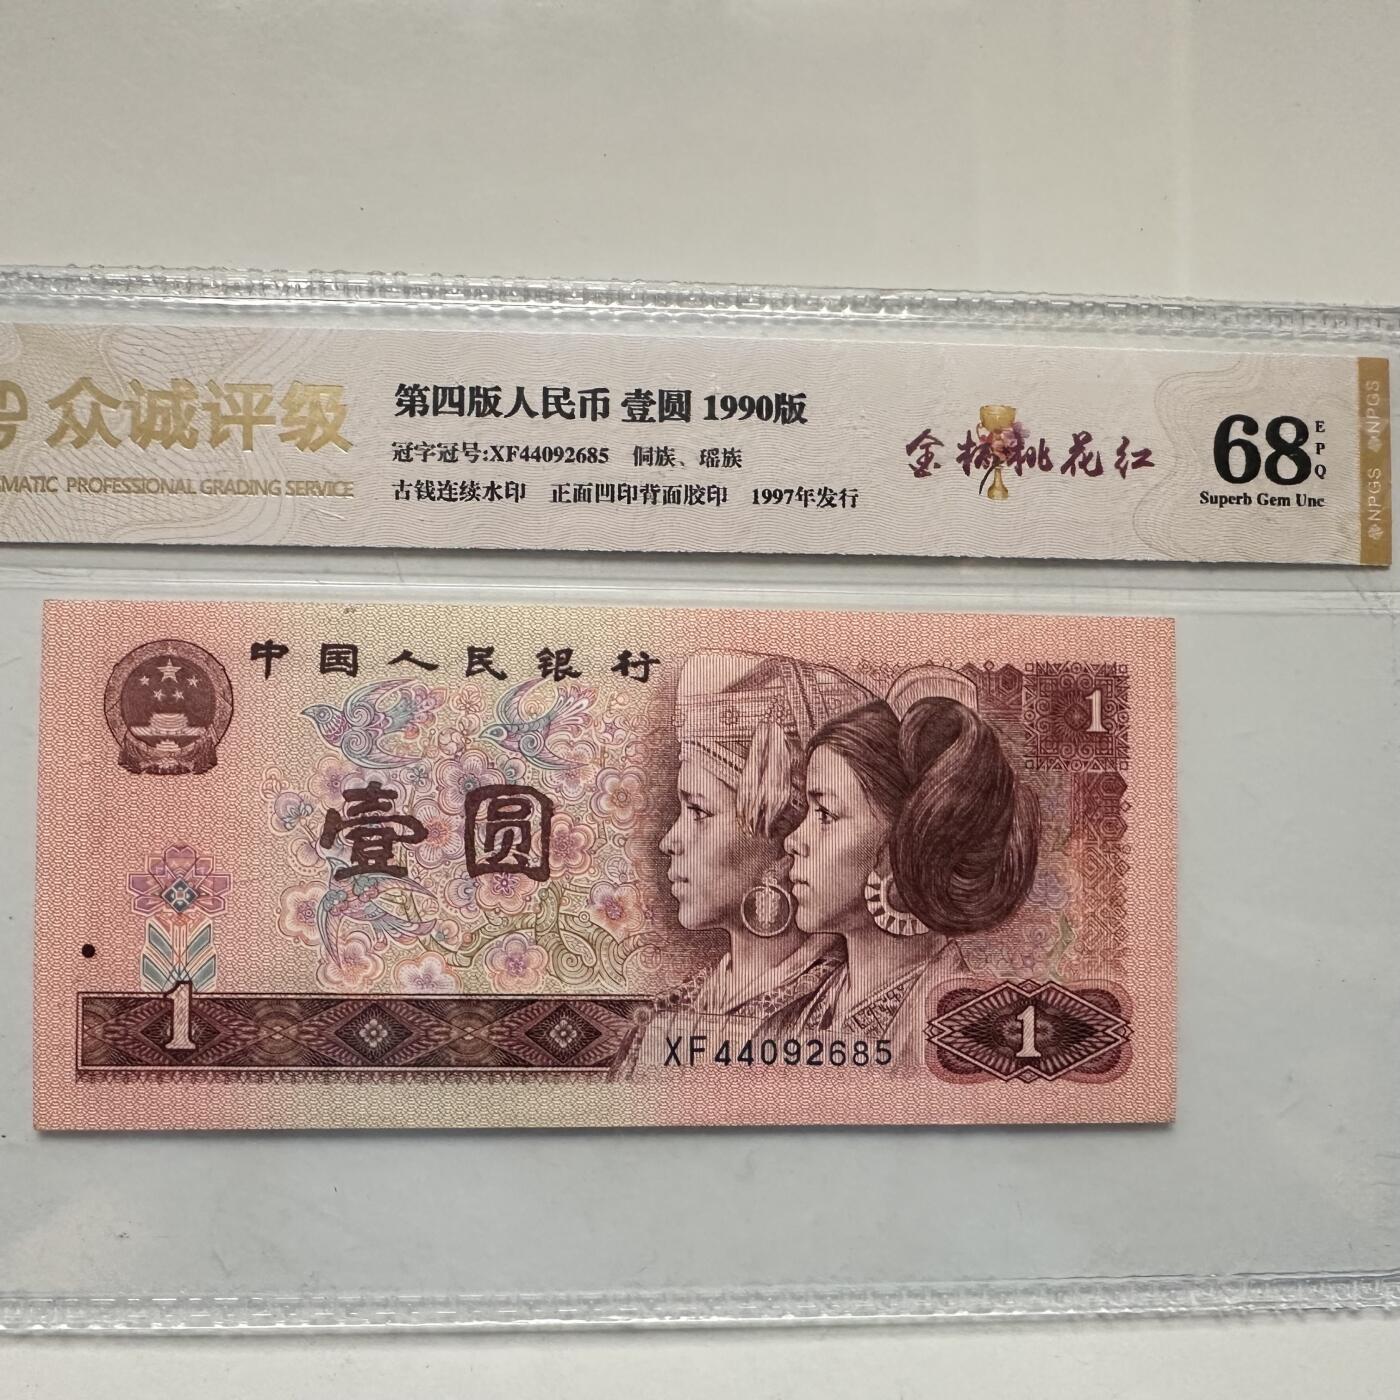 众诚评级
MATIC PROFESSIONAL GRADING SERVICE
第四版人民币 壹圆 1990版
冠字冠号:XF44092685 侗族、瑶族
古钱连续水印 正面凹印背面胶印 1997年发行
金杯桃花红
68
EPQ
Superb Gem Unc
NPGS
NPGS
中国人民银行
1
壹圆
1
XF44092685
1